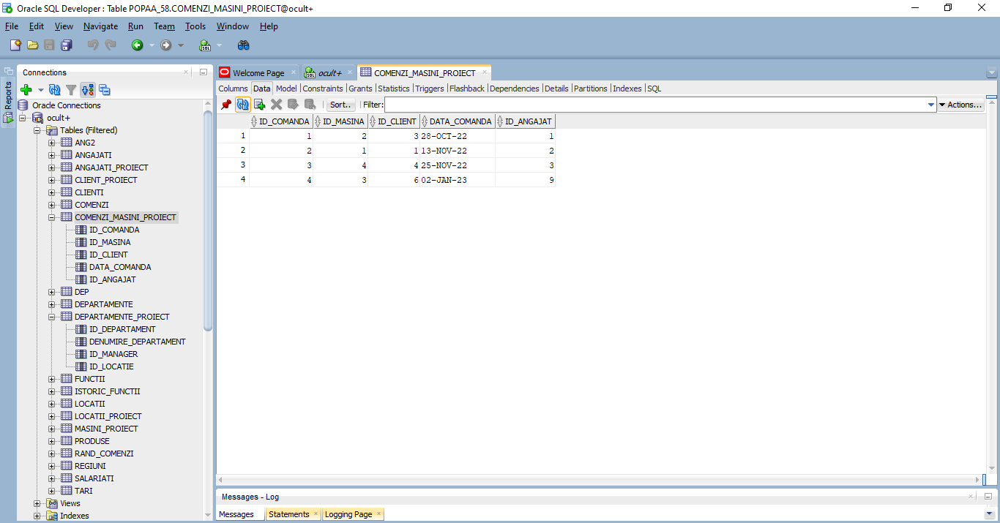 Oracle SQL Developer : Table POPAA_58.COMENZI_MASINI_PROIECT@ocult+
File Edit View Navigate Run Team Tools Window Help
Reports
Connections
Oracle Connections
ocult+
Tables (Filtered)
ANG2
ANGAJATI
ANGAJATI_PROIECT
CLIENT_PROIECT
CLIENTI
COMENZI
COMENZI_MASINI_PROIECT
ID_COMANDA
ID_MASINA
ID_CLIENT
DATA_COMANDA
ID_ANGAJAT
DEP
DEPARTAMENTE
DEPARTAMENTE_PROIECT
ID_DEPARTAMENT
DENUMIRE_DEPARTAMENT
ID_MANAGER
ID_LOCATIE
FUNCTII
ISTORIC_FUNCTII
LOCATII
LOCATII_PROIECT
MASINI_PROIECT
PRODUSE
RAND_COMENZI
REGIUNI
SALARIATI
TARI
Views
Indexes
Welcome Page ocult+ COMENZI_MASINI_PROIECT
Columns Data Model Constraints Grants Statistics Triggers Flashback Dependencies Details Partitions Indexes SQL
Sort.. Filter: Actions...
ID_COMANDA ID_MASINA ID_CLIENT DATA_COMANDA ID_ANGAJAT
1 1 2 3 28-OCT-22 1
2 2 1 1 13-NOV-22 2
3 3 4 4 25-NOV-22 3
4 4 3 6 02-JAN-23 9
Messages - Log
Messages Statements Logging Page